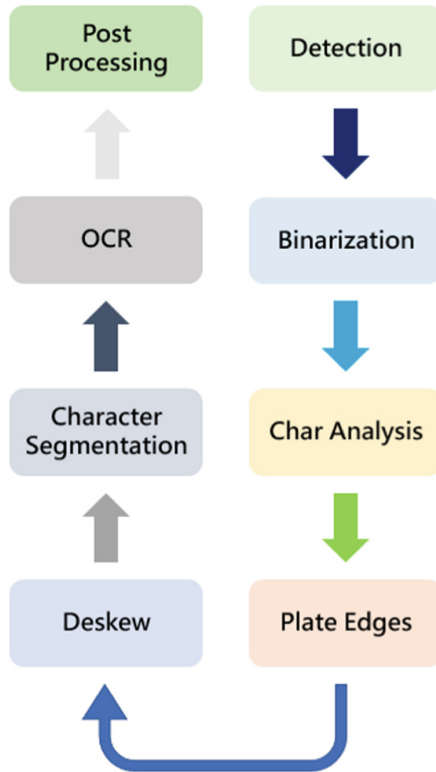 Post
Processing
Detection
OCR
Binarization
Character
Segmentation
Char Analysis
Deskew
Plate Edges